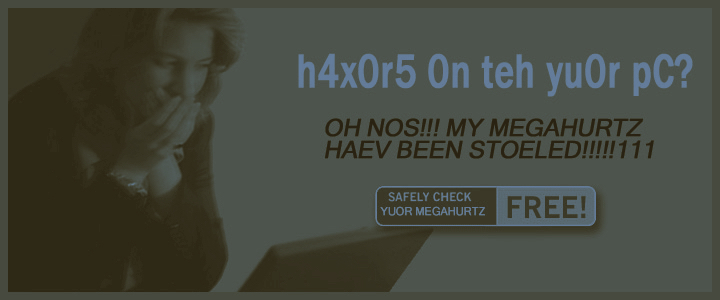 h4x0r5 0n teh yu0r pC?
OH NOS!!! MY MEGAHURTZ
HAEV BEEN STOELED!!!!!111
SAFELY CHECK
YUOR MEGAHURTZ
FREE!